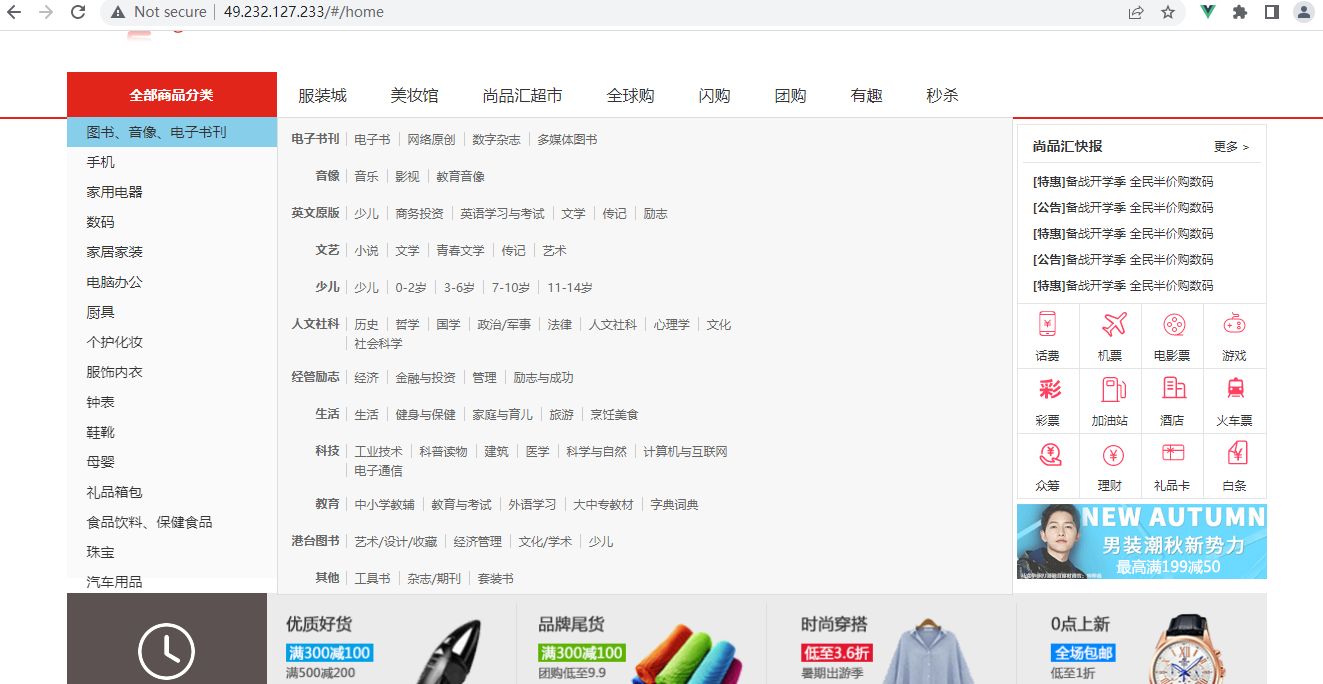 Not secure | 49.232.127.233/#/home
全部商品分类 服装城 美妆馆 尚品汇超市 全球购 闪购 团购 有趣 秒杀
图书、音像、电子书刊
手机
家用电器
数码
家居家装
电脑办公
厨具
个护化妆
服饰内衣
钟表
鞋靴
母婴
礼品箱包
食品饮料、保健食品
珠宝
汽车用品
电子书刊 电子书 网络原创 数字杂志 多媒体图书
音像 音乐 影视 教育音像
英文原版 少儿 商务投资 英语学习与考试 文学 传记 励志
文艺 小说 文学 青春文学 传记 艺术
少儿 少儿 0-2岁 3-6岁 7-10岁 11-14岁
人文社科 历史 哲学 国学 政治/军事 法律 人文社科 心理学 文化
社会科学
经管励志 经济 金融与投资 管理 励志与成功
生活 生活 健身与保健 家庭与育儿 旅游 烹饪美食
科技 工业技术 科普读物 建筑 医学 科学与自然 计算机与互联网
电子通信
教育 中小学教辅 教育与考试 外语学习 大中专教材 字典词典
港台图书 艺术/设计/收藏 经济管理 文化/学术 少儿
其他 工具书 杂志/期刊 套装书
尚品汇快报 更多 >
[特惠]备战开学季 全民半价购数码
[公告]备战开学季 全民半价购数码
[特惠]备战开学季 全民半价购数码
[公告]备战开学季 全民半价购数码
[特惠]备战开学季 全民半价购数码
话费 机票 电影票 游戏
彩
彩票 加油站 酒店 火车票
众筹 理财 礼品卡 白条
NEW AUTUMN
男装潮秋新势力
最高满199减50
优质好货
满300减100
满500减200
品牌尾货
满300减100
团购低至9.9
时尚穿搭
低至3.6折
暑期出游季
0点上新
全场包邮
低至1折